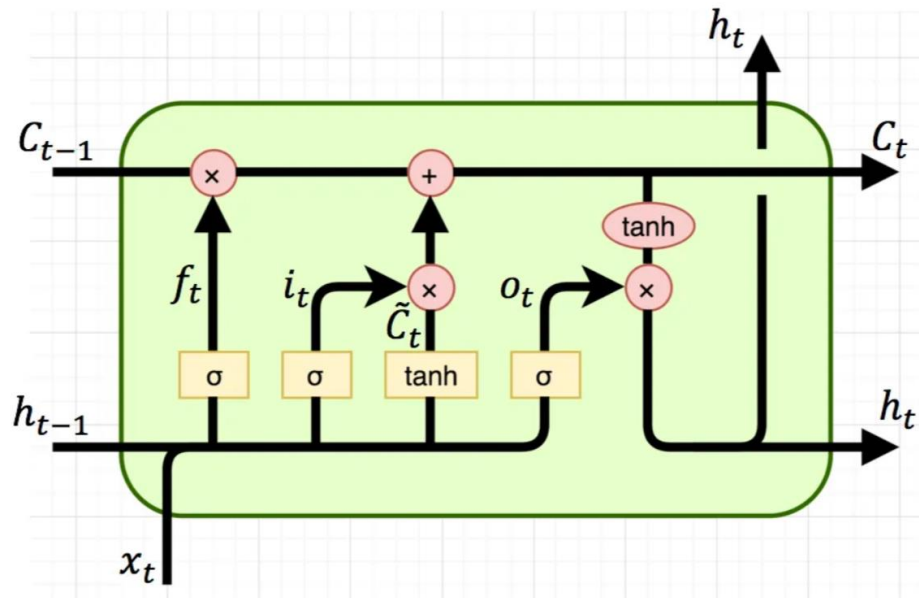 h_t
C_{t-1}
C_t
×
+
tanh
f_t
i_t
×
o_t
×
C̃_t
σ
σ
tanh
σ
h_{t-1}
h_t
x_t